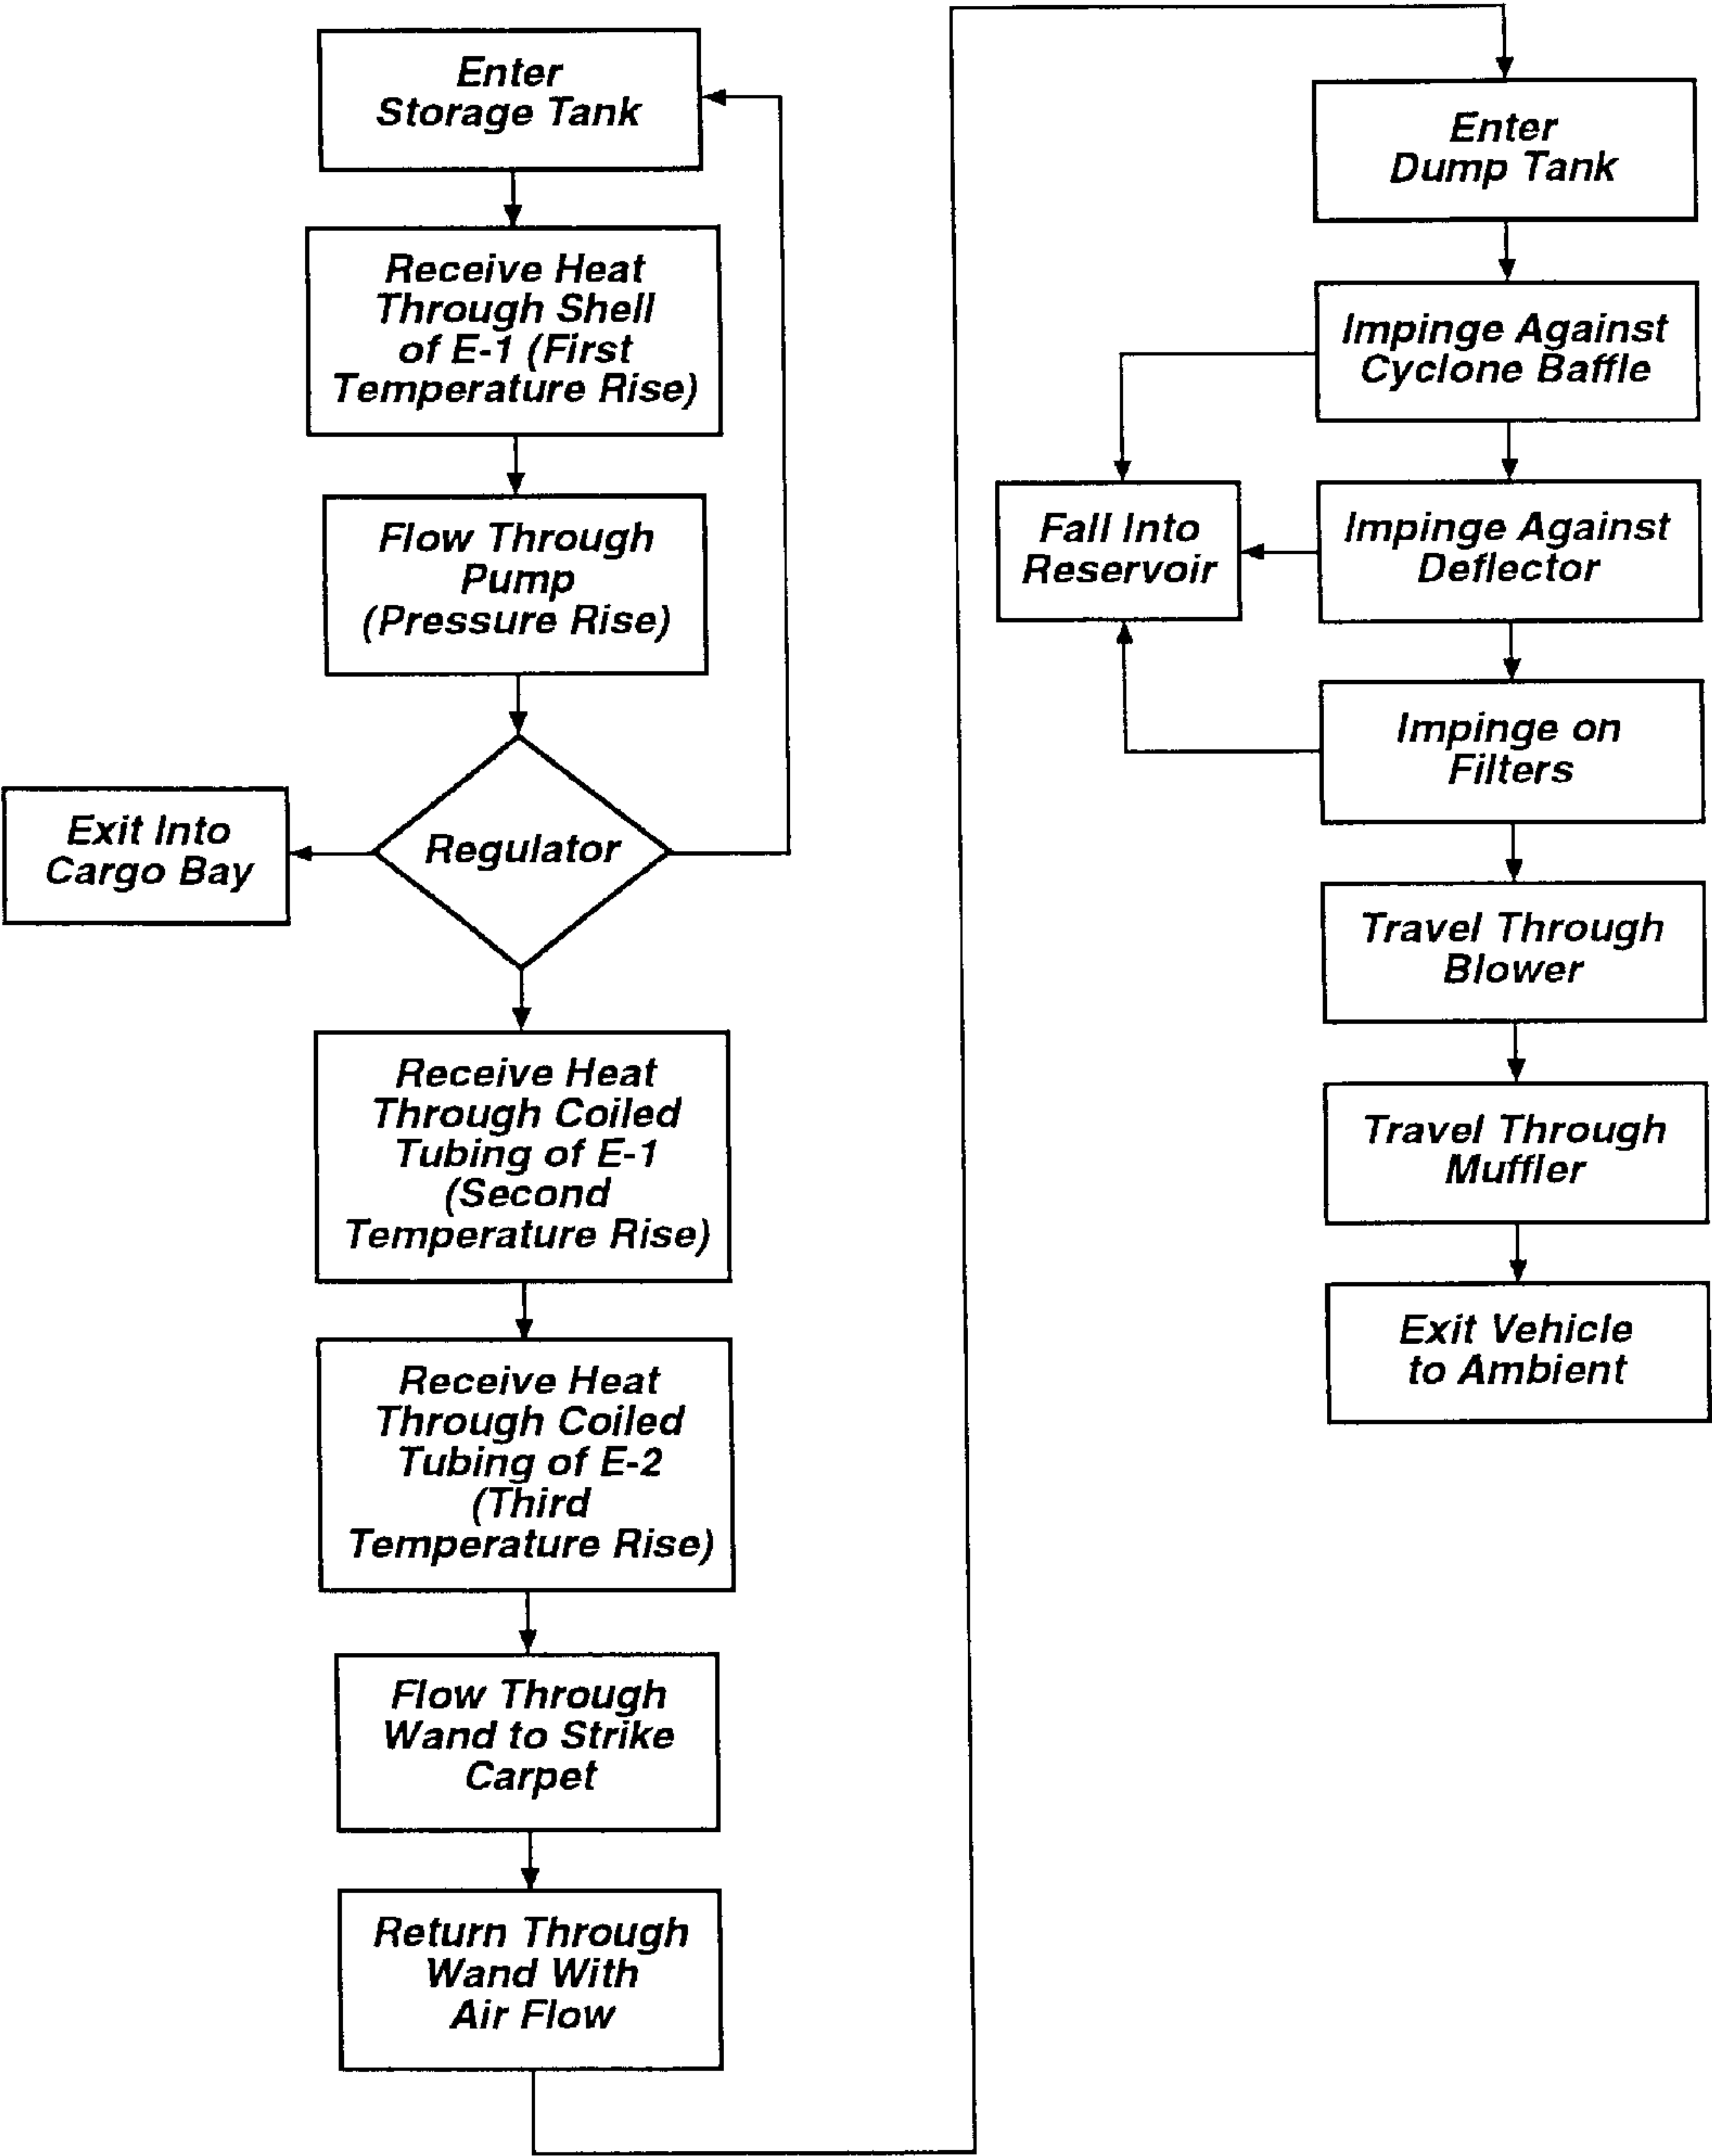 Enter
Storage Tank
Receive Heat
Through Shell
of E-1 (First
Temperature Rise)
Flow Through
Pump
(Pressure Rise)
Regulator
Exit Into
Cargo Bay
Receive Heat
Through Coiled
Tubing of E-1
(Second
Temperature Rise)
Receive Heat
Through Coiled
Tubing of E-2
(Third
Temperature Rise)
Flow Through
Wand to Strike
Carpet
Return Through
Wand With
Air Flow
Enter
Dump Tank
Impinge Against
Cyclone Baffle
Fall Into
Reservoir
Impinge Against
Deflector
Impinge on
Filters
Travel Through
Blower
Travel Through
Muffler
Exit Vehicle
to Ambient